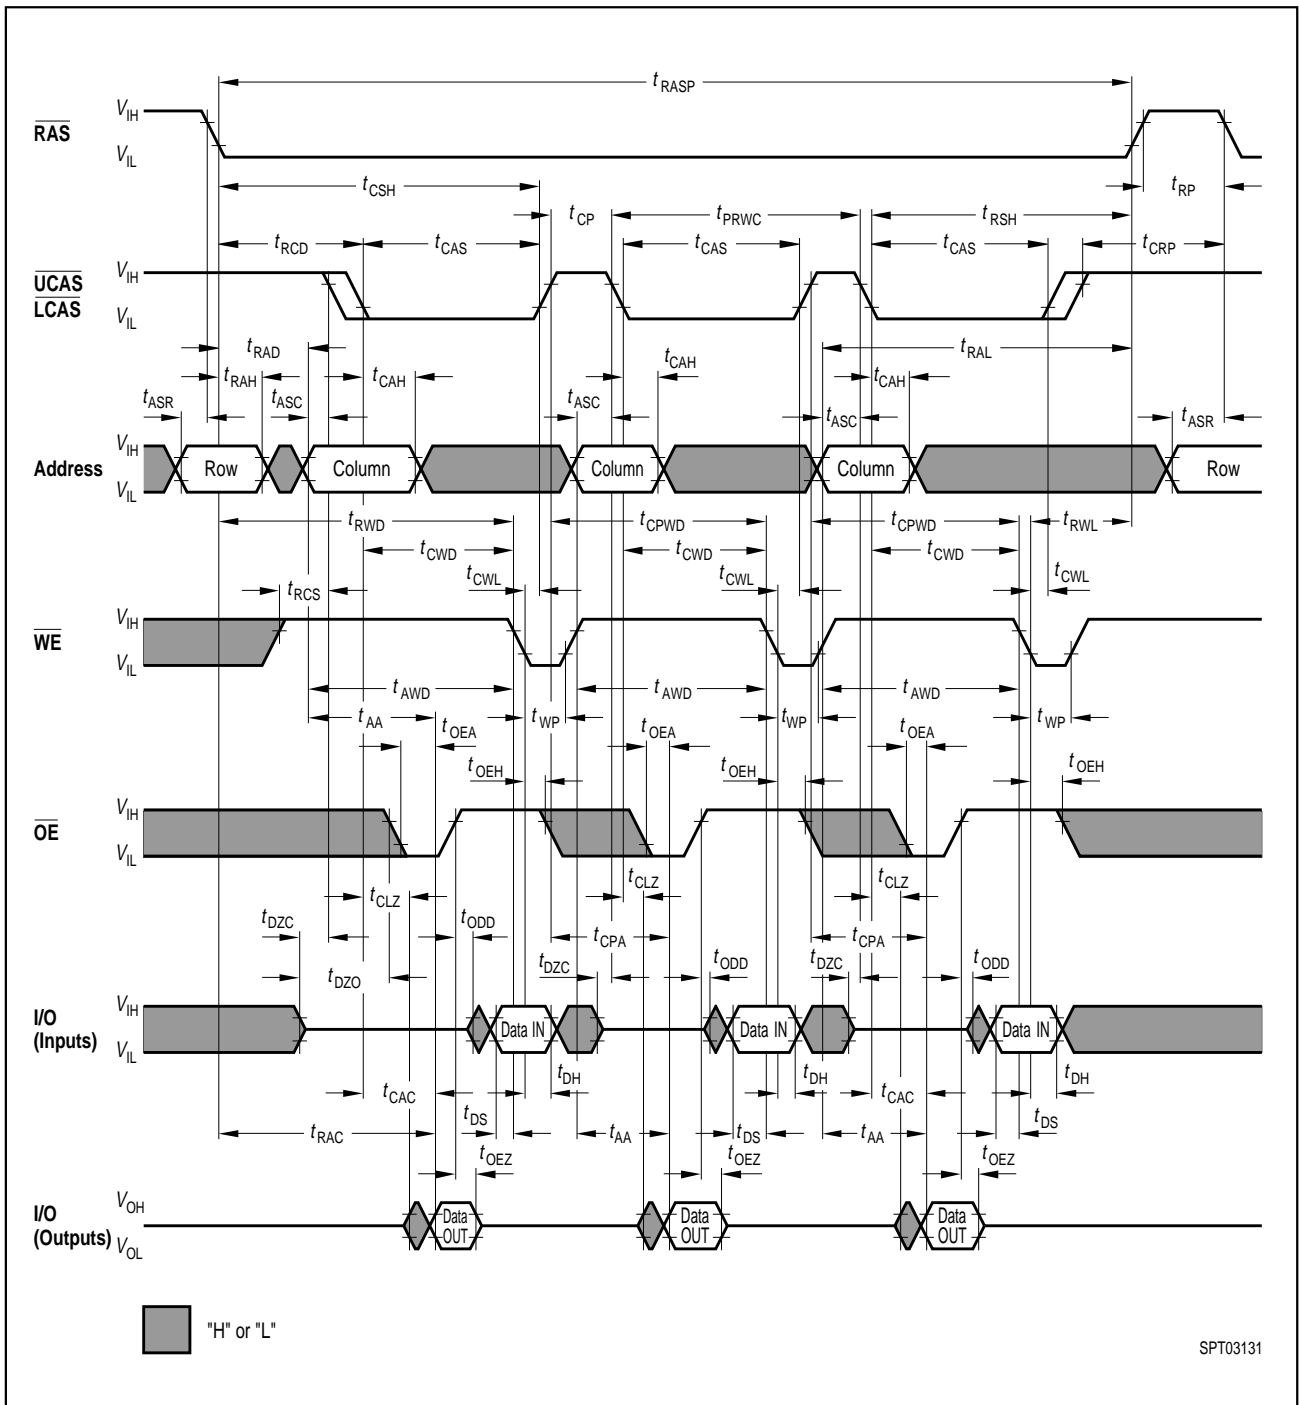 tRASP
VIH
RAS
VIL
tCSH
tRP
tCP
tPRWC
tRSH
tRCD
tCAS
tCAS
tCAS
tCRP
VIH
UCAS
LCAS
VIL
tRAD
tRAL
tRAH
tCAH
tCAH
tCAH
tASR
tASC
tASC
tASC
tASR
VIH
Address
Row
Column
Column
Column
Row
VIL
tRWD
tCPWD
tCPWD
tRWL
tCWD
tCWD
tCWD
tCWL
tCWL
tCWL
tRCS
VIH
WE
VIL
tAWD
tAWD
tAWD
tAA
tWP
tWP
tWP
tOEA
tOEA
tOEA
tOEH
tOEH
tOEH
VIH
OE
VIL
tCLZ
tCLZ
tCLZ
tDZC
tODD
tCPA
tCPA
tDZC
tODD
tDZC
tODD
tDZO
VIH
I/O
(Inputs)
Data IN
Data IN
Data IN
VIL
tDH
tDH
tDH
tCAC
tCAC
tDS
tDS
tDS
tRAC
tAA
tAA
tOEZ
tOEZ
tOEZ
VOH
I/O
(Outputs)
VOL
Data
OUT
Data
OUT
Data
OUT
"H" or "L"
SPT03131